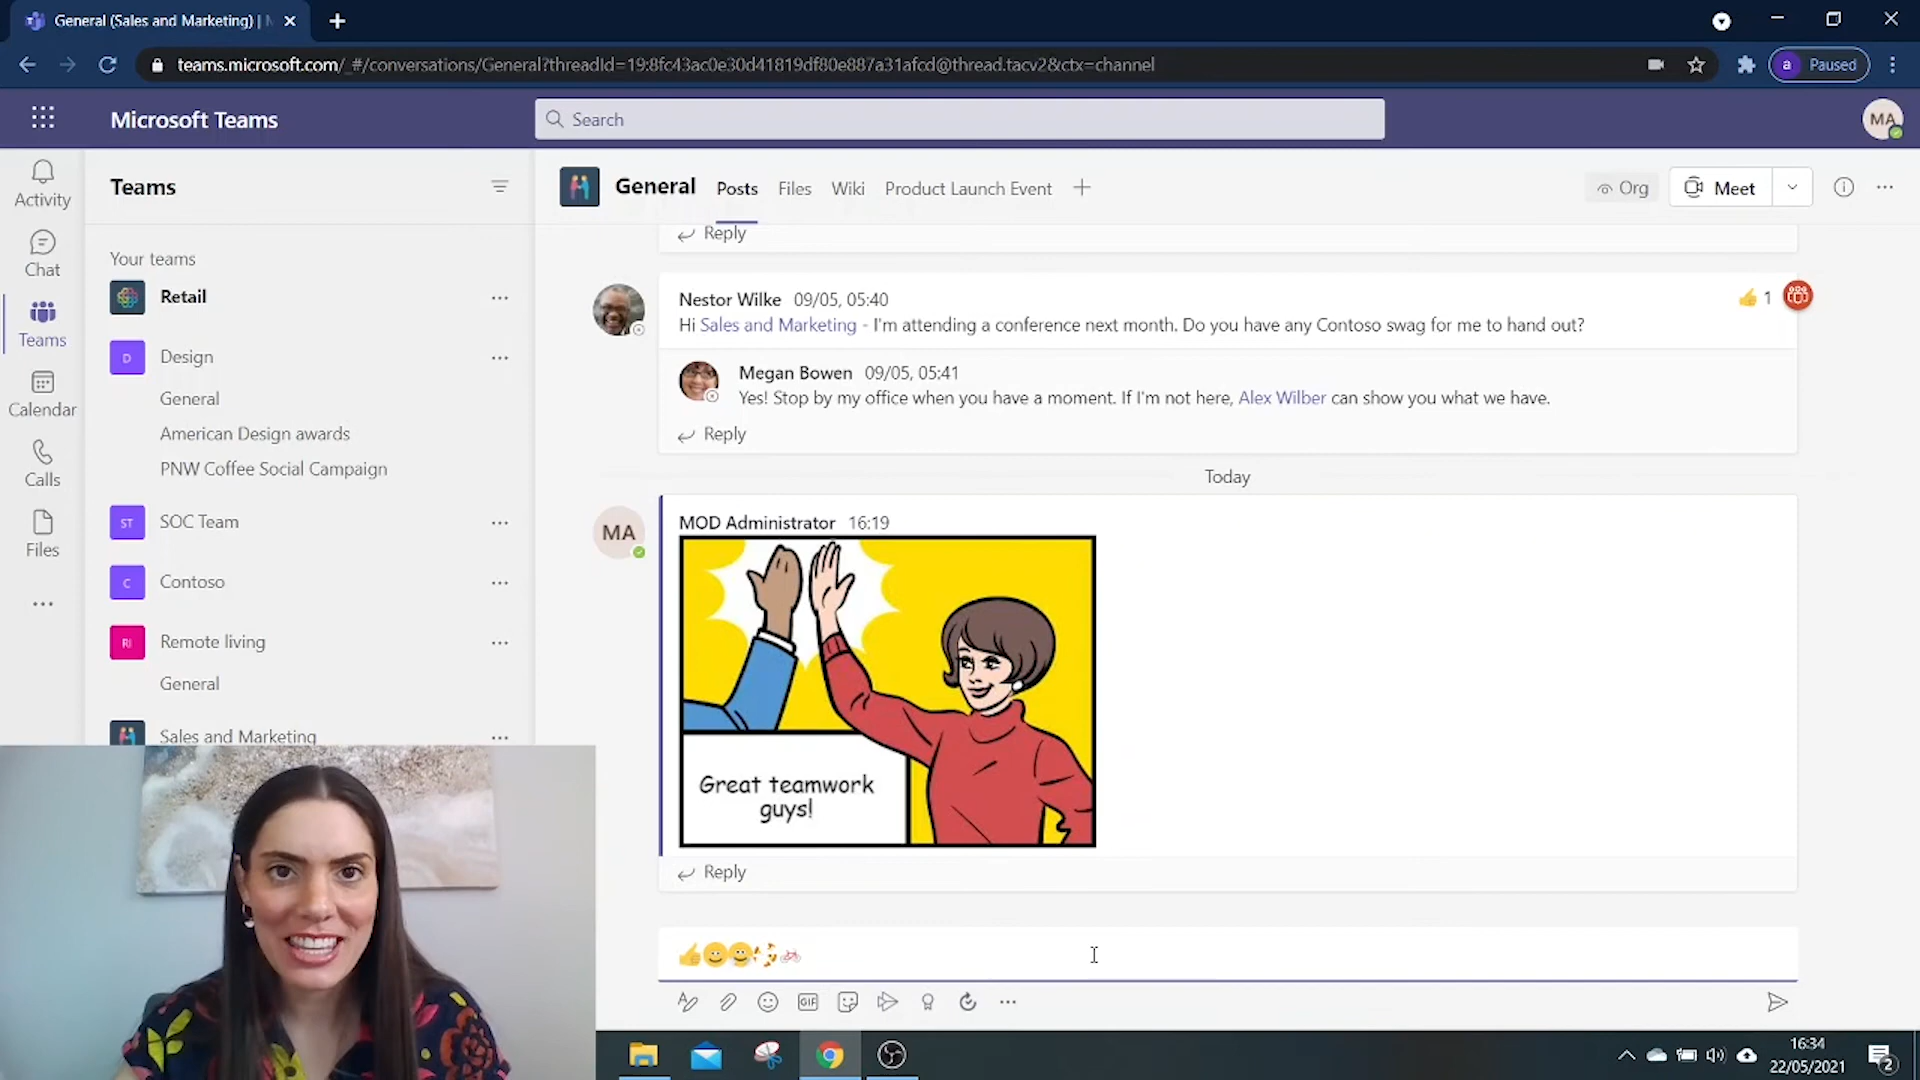 General (Sales and Marketing) | M
teams.microsoft.com/_#/conversations/General?threadId=19:8fc43ac0e30d41819df80e887a31afcd@thread.tacv2&ctx=channel
a Paused
Microsoft Teams
Search
MA
Activity
Chat
Teams
Calendar
Calls
Files
Teams
Your teams
Retail
D Design
General
American Design awards
PNW Coffee Social Campaign
ST SOC Team
C Contoso
Rl Remote living
General
Sales and Marketing
General Posts Files Wiki Product Launch Event
Org Meet
Reply
Nestor Wilke 09/05, 05:40
1
Hi Sales and Marketing - I'm attending a conference next month. Do you have any Contoso swag for me to hand out?
Megan Bowen 09/05, 05:41
Yes! Stop by my office when you have a moment. If I'm not here, Alex Wilber can show you what we have.
Reply
Today
MA
MOD Administrator 16:19
Great teamwork
guys!
Reply
GIF
16:34
22/05/2021
2